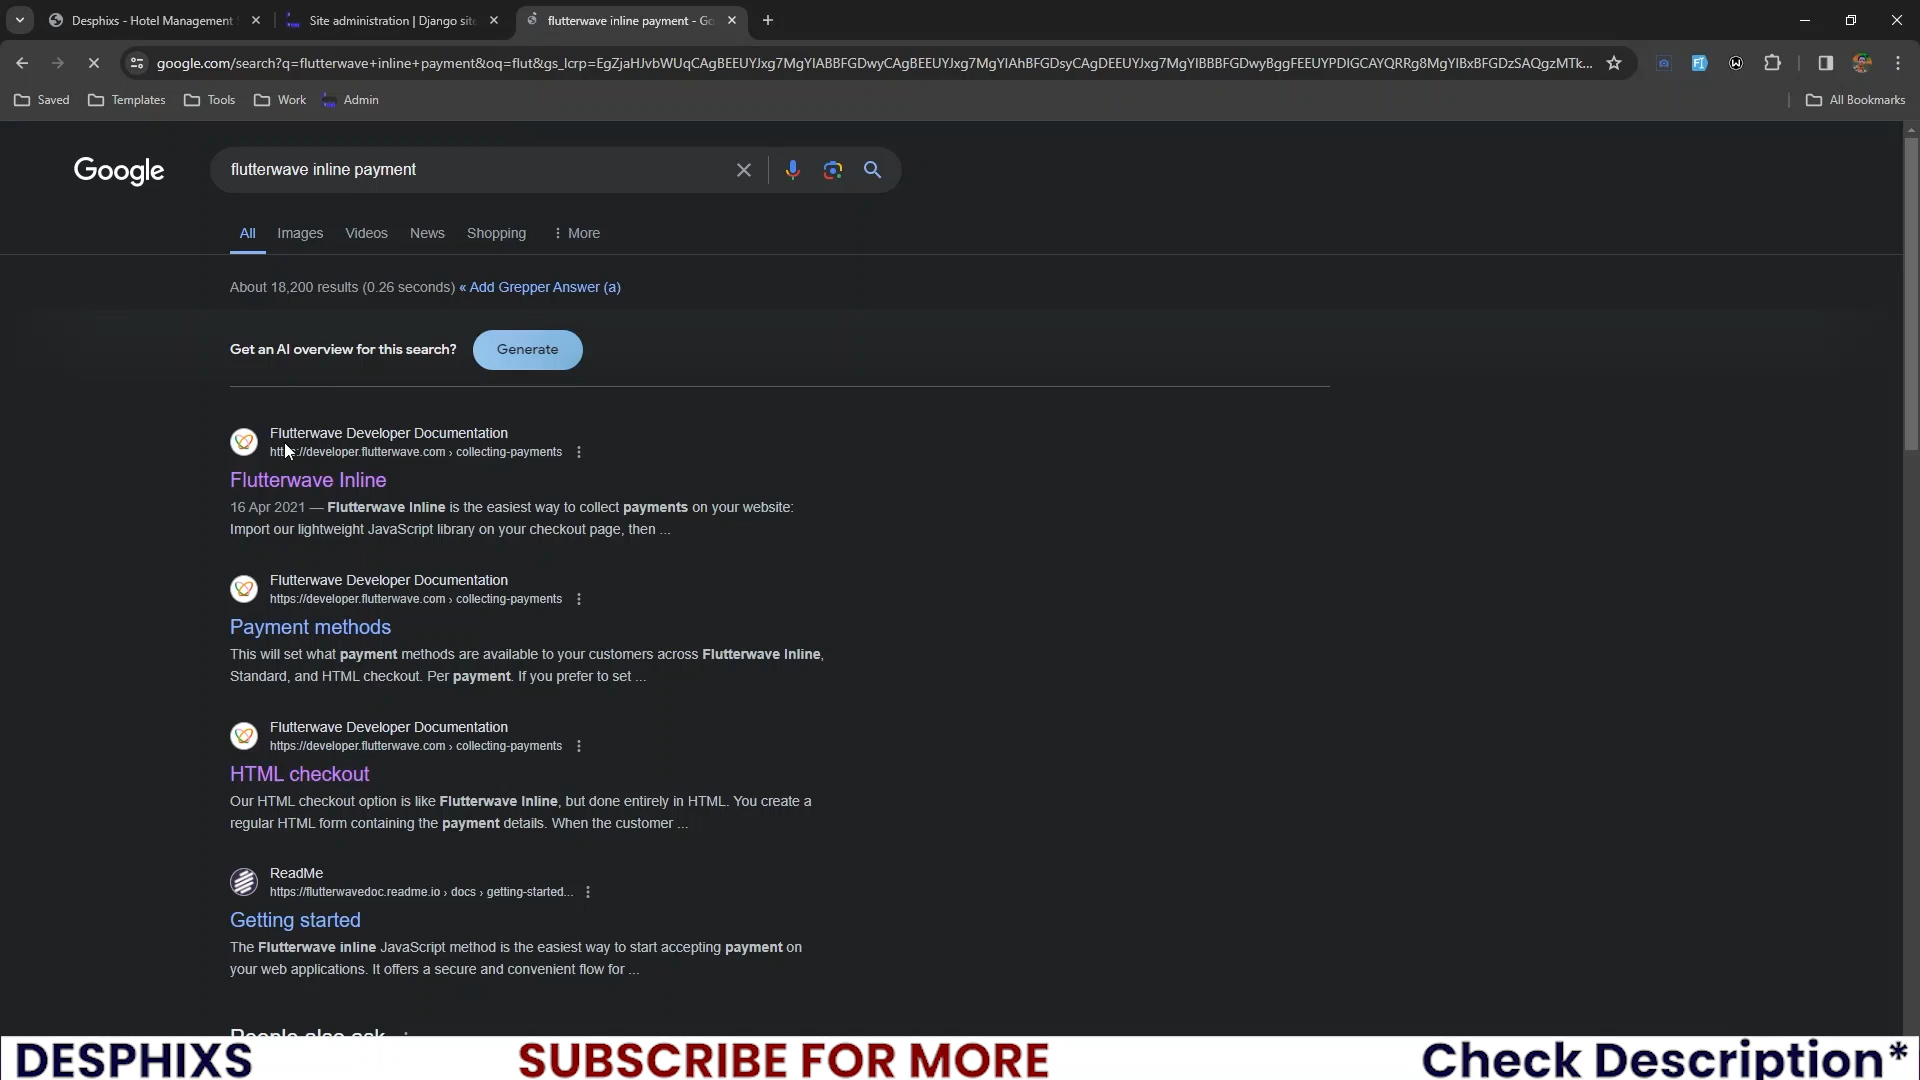 Desphixs - Hotel Management
Site administration | Django site
flutterwave inline payment - Go
google.com/search?q=flutterwave+inline+payment&oq=flut&gs_lcrp=
Saved
Templates
Tools
Work
Admin
All Bookmarks
Google
flutterwave inline payment
All
Images
Videos
News
Shopping
More
About 18,200 results (0.26 seconds) « Add Grepper Answer (a)
Get an AI overview for this search?
Generate
Flutterwave Developer Documentation
https://developer.flutterwave.com › collecting-payments
Flutterwave Inline
16 Apr 2021 — Flutterwave Inline is the easiest way to collect payments on your website:
Import our lightweight JavaScript library on your checkout page, then ...
Flutterwave Developer Documentation
https://developer.flutterwave.com › collecting-payments
Payment methods
This will set what payment methods are available to your customers across Flutterwave Inline,
Standard, and HTML checkout. Per payment. If you prefer to set ...
Flutterwave Developer Documentation
https://developer.flutterwave.com › collecting-payments
HTML checkout
Our HTML checkout option is like Flutterwave Inline, but done entirely in HTML. You create a
regular HTML form containing the payment details. When the customer ...
ReadMe
https://flutterwavedoc.readme.io › docs › getting-started...
Getting started
The Flutterwave inline JavaScript method is the easiest way to start accepting payment on
your web applications. It offers a secure and convenient flow for ...
People also ask
DESPHIXS
SUBSCRIBE FOR MORE
Check Description*